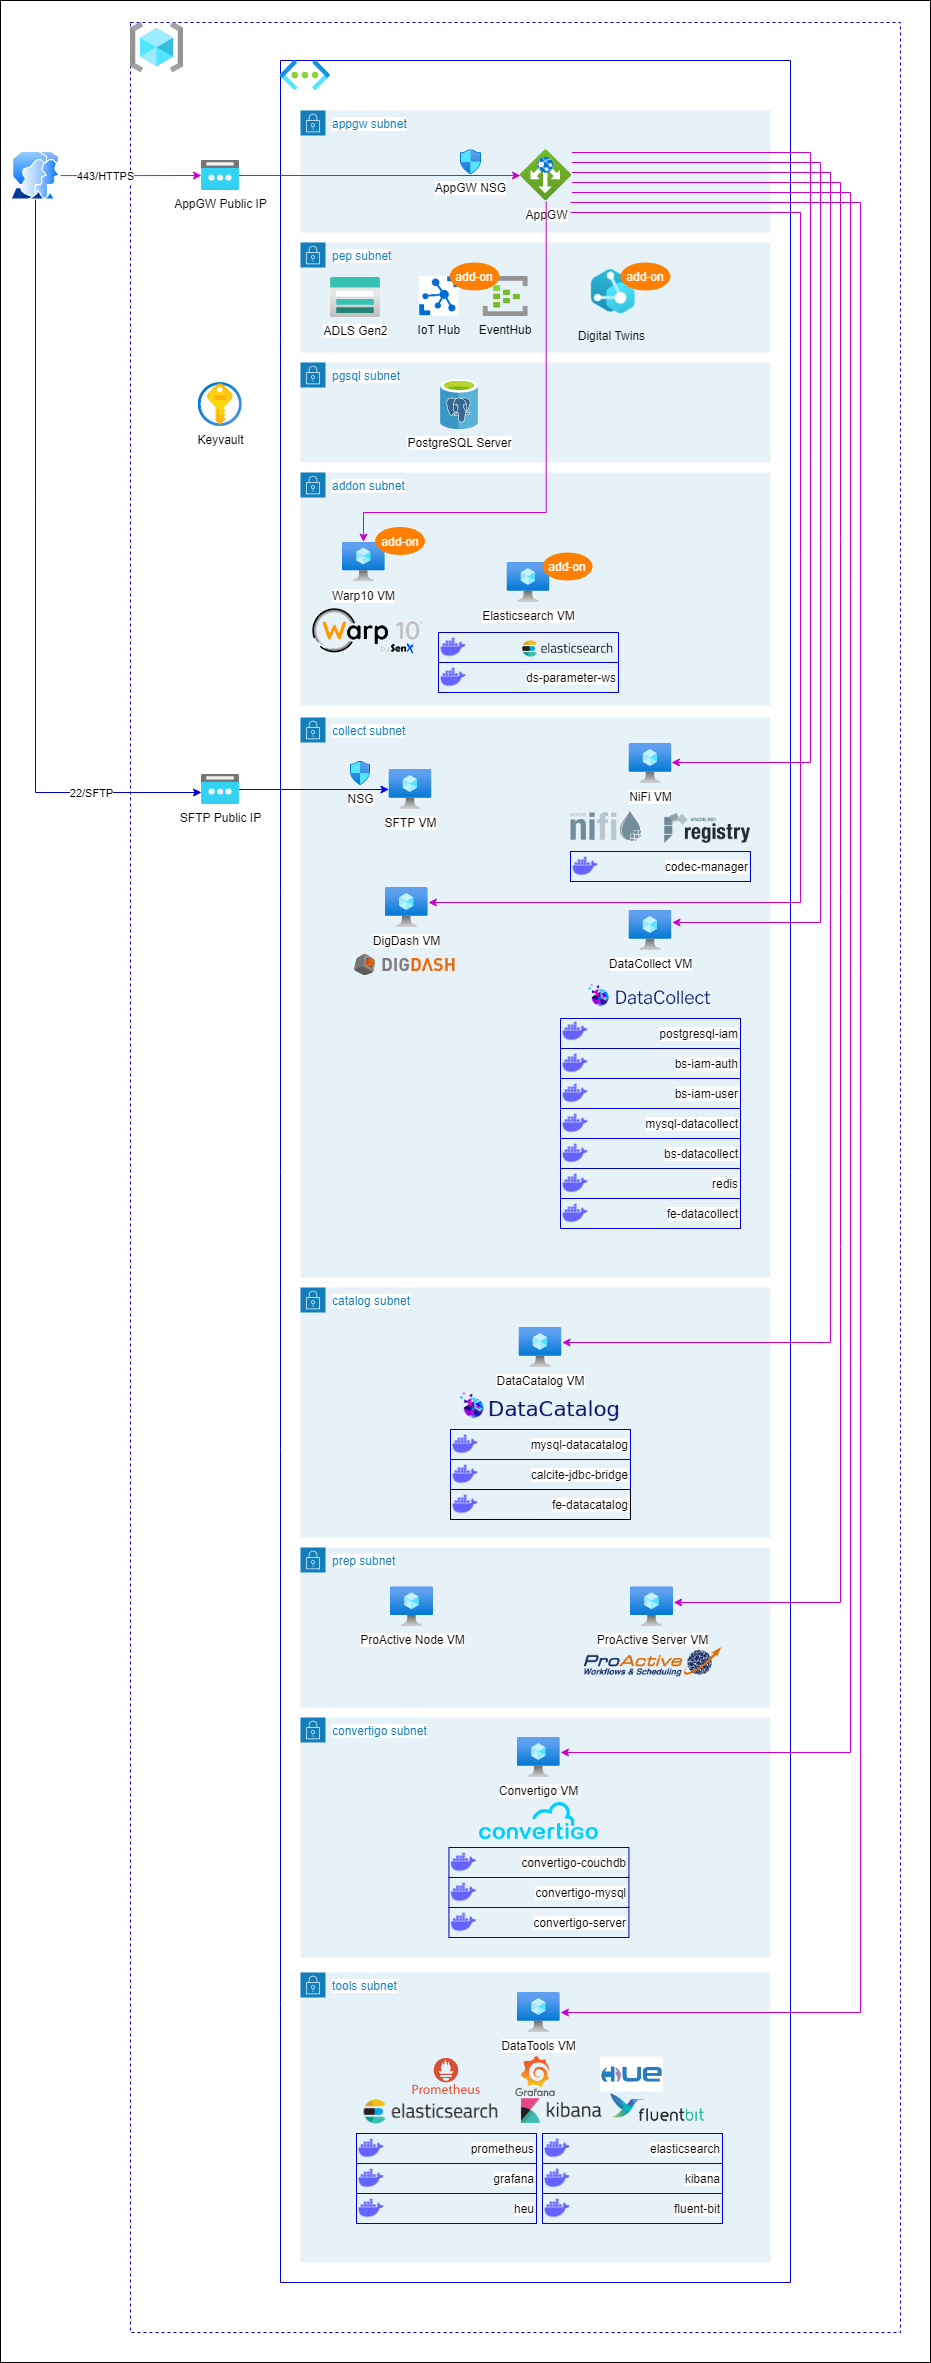 appgw subnet
443/HTTPS
AppGW Public IP
AppGW NSG
AppGW
pep subnet
add-on
add-on
ADLS Gen2
IoT Hub
EventHub
Digital Twins
pgsql subnet
PostgreSQL Server
Keyvault
addon subnet
add-on
add-on
Warp10 VM
Elasticsearch VM
Warp 10™
by SenX
elasticsearch
ds-parameter-ws
collect subnet
22/SFTP
SFTP Public IP
NSG
SFTP VM
NiFi VM
nifi
APACHE NIFI
registry
codec-manager
DigDash VM
DIGDASH
DataCollect VM
DataCollect
postgresql-iam
bs-iam-auth
bs-iam-user
mysql-datacollect
bs-datacollect
redis
fe-datacollect
catalog subnet
DataCatalog VM
DataCatalog
mysql-datacatalog
calcite-jdbc-bridge
fe-datacatalog
prep subnet
ProActive Node VM
ProActive Server VM
ProActive
Workflows & Scheduling
convertigo subnet
Convertigo VM
convertigo
convertigo-couchdb
convertigo-mysql
convertigo-server
tools subnet
DataTools VM
Prometheus
Grafana
HUE
elasticsearch
kibana
fluentbit
prometheus
elasticsearch
grafana
kibana
heu
fluent-bit